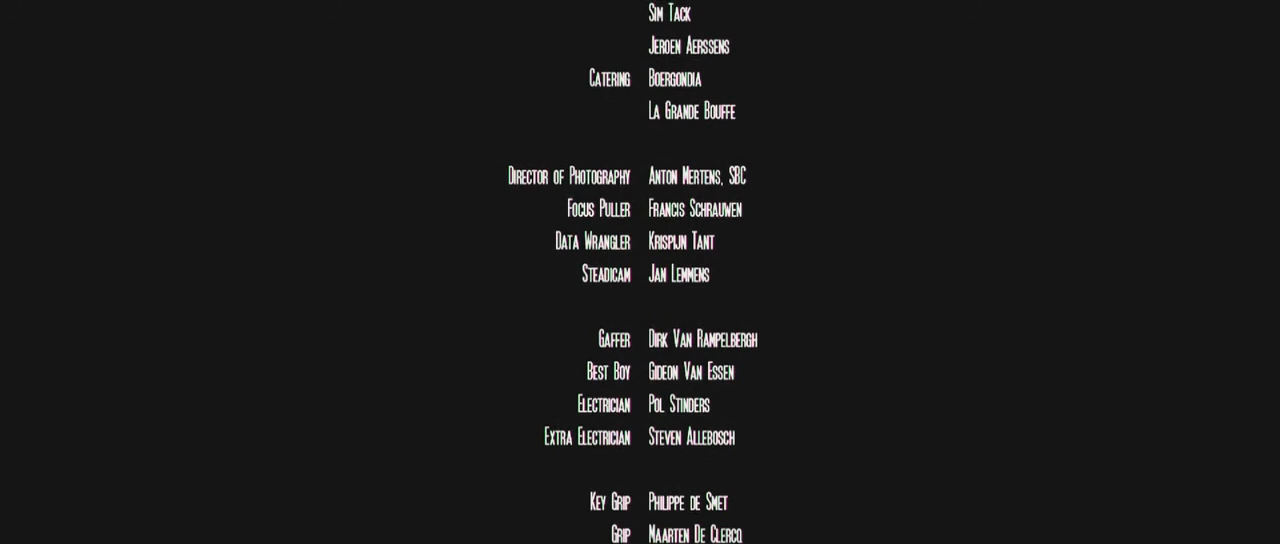 Sim Tack
Jeroen Aerssens
Catering Boergondia
La Grande Bouffe
Director of Photography Anton Mertens, SBC
Focus Puller Francis Schrauwen
Data Wrangler Krispijn Tant
Steadicam Jan Lemmens
Gaffer Dirk Van Rampelbergh
Best Boy Gideon Van Essen
Electrician Pol Stinders
Extra Electrician Steven Allebosch
Key Grip Philippe de Smet
Grip Maarten De Clercq